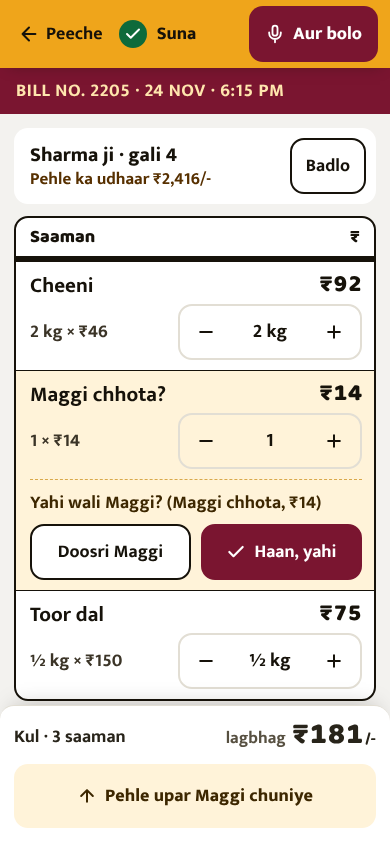 Peeche Suna Aur bolo
BILL NO. 2205 · 24 NOV · 6:15 PM
Sharma ji · gali 4
Pehle ka udhaar ₹2,416/-
Badlo
Saaman ₹
Cheeni ₹92
2 kg × ₹46 − 2 kg +
Maggi chhota? ₹14
1 × ₹14 − 1 +
Yahi wali Maggi? (Maggi chhota, ₹14)
Doosri Maggi Haan, yahi
Toor dal ₹75
½ kg × ₹150 − ½ kg +
Kul · 3 saaman lagbhag ₹181/-
Pehle upar Maggi chuniye